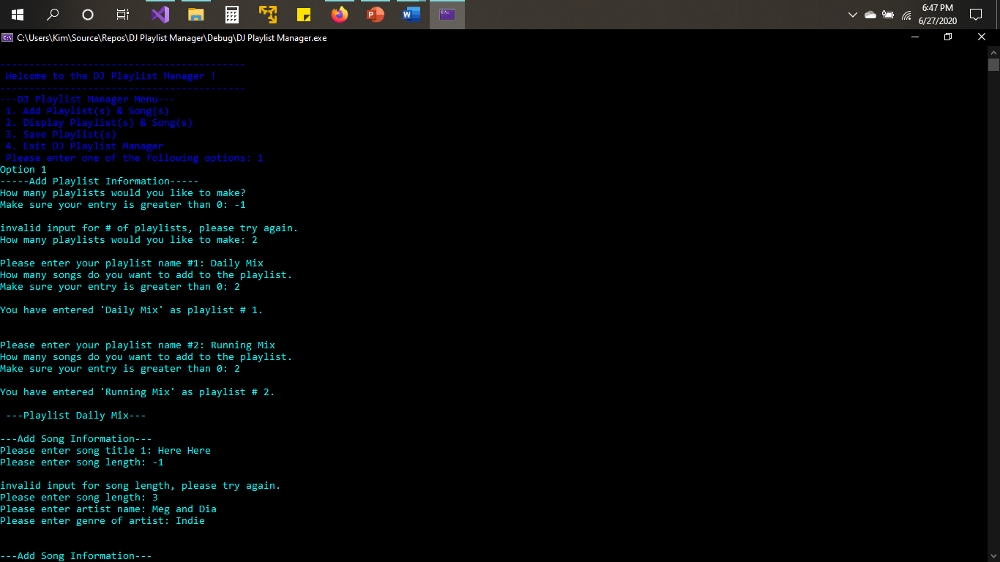 6:47 PM
6/27/2020
C:\Users\Kim\Source\Repos\DJ Playlist Manager\Debug\DJ Playlist Manager.exe
------------------------------------------
Welcome to the DJ Playlist Manager !
------------------------------------------
---DJ Playlist Manager Menu---
1. Add Playlist(s) & Song(s)
2. Display Playlist(s) & Song(s)
3. Save Playlist(s)
4. Exit DJ Playlist Manager
Please enter one of the following options: 1
Option 1
-----Add Playlist Information-----
How many playlists would you like to make?
Make sure your entry is greater than 0: -1
invalid input for # of playlists, please try again.
How many playlists would you like to make: 2
Please enter your playlist name #1: Daily Mix
How many songs do you want to add to the playlist.
Make sure your entry is greater than 0: 2
You have entered 'Daily Mix' as playlist # 1.
Please enter your playlist name #2: Running Mix
How many songs do you want to add to the playlist.
Make sure your entry is greater than 0: 2
You have entered 'Running Mix' as playlist # 2.
---Playlist Daily Mix---
---Add Song Information---
Please enter song title 1: Here Here
Please enter song length: -1
invalid input for song length, please try again.
Please enter song length: 3
Please enter artist name: Meg and Dia
Please enter genre of artist: Indie
---Add Song Information---